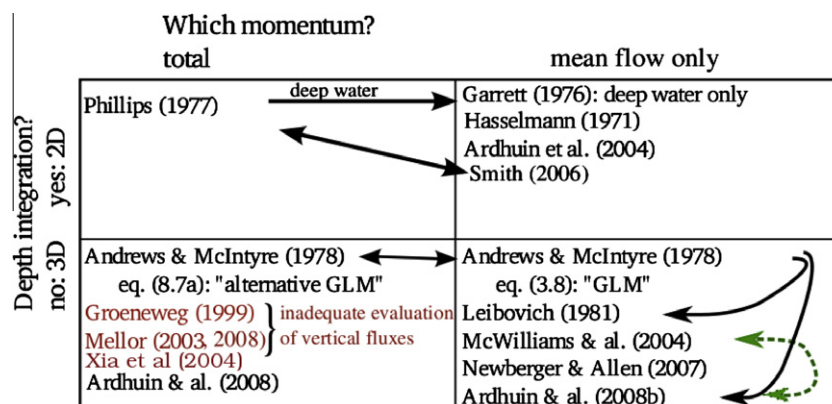 Which momentum?
total
mean flow only
Depth integration?
yes: 2D
no: 3D
Phillips (1977)
deep water
Garrett (1976): deep water only
Hasselmann (1971)
Ardhuin et al. (2004)
Smith (2006)
Andrews & McIntyre (1978)
eq. (8.7a): "alternative GLM"
Groeneweg (1999)
Mellor (2003, 2008)
Xia et al (2004)
inadequate evaluation
of vertical fluxes
Ardhuin & al. (2008)
Andrews & McIntyre (1978)
eq. (3.8): "GLM"
Leibovich (1981)
McWilliams & al. (2004)
Newberger & Allen (2007)
Ardhuin & al. (2008b)